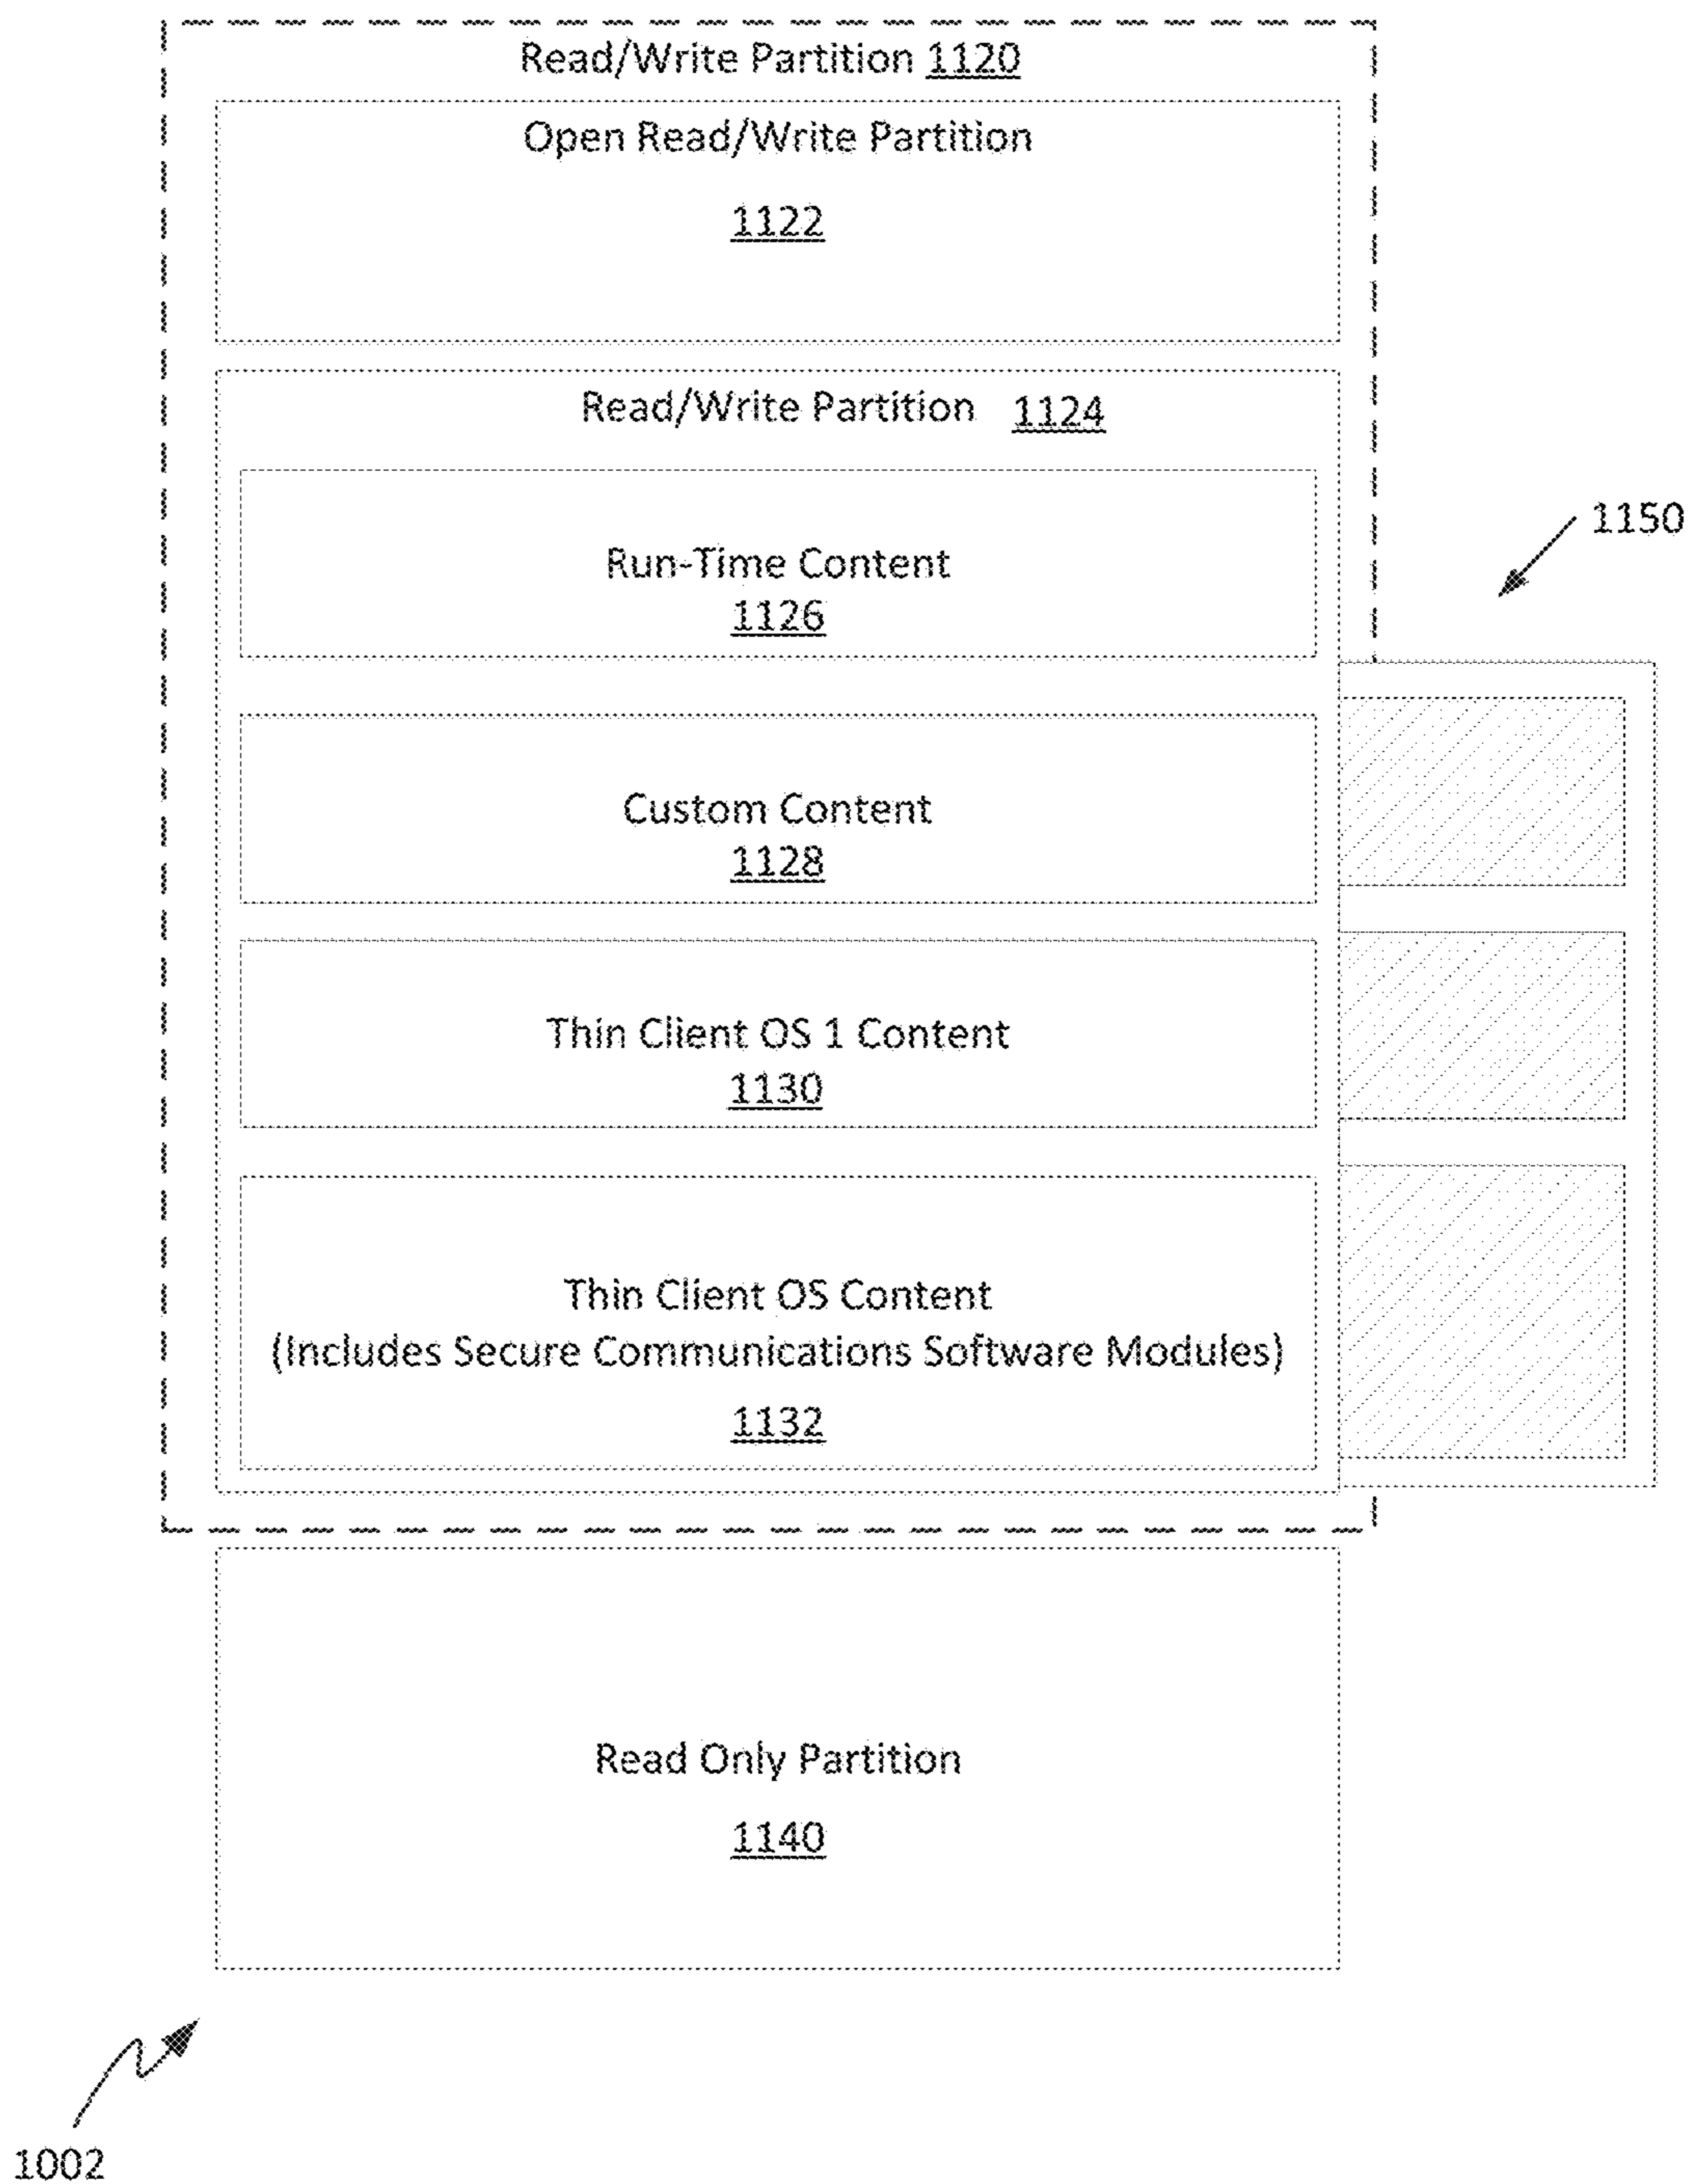 Read/Write Partition 1120
Open Read/Write Partition
1122
Read/Write Partition 1124
Run-Time Content
1126
1150
Custom Content
1128
Thin Client OS 1 Content
1130
Thin Client OS Content
(Includes Secure Communications Software Modules)
1132
Read Only Partition
1140
1002